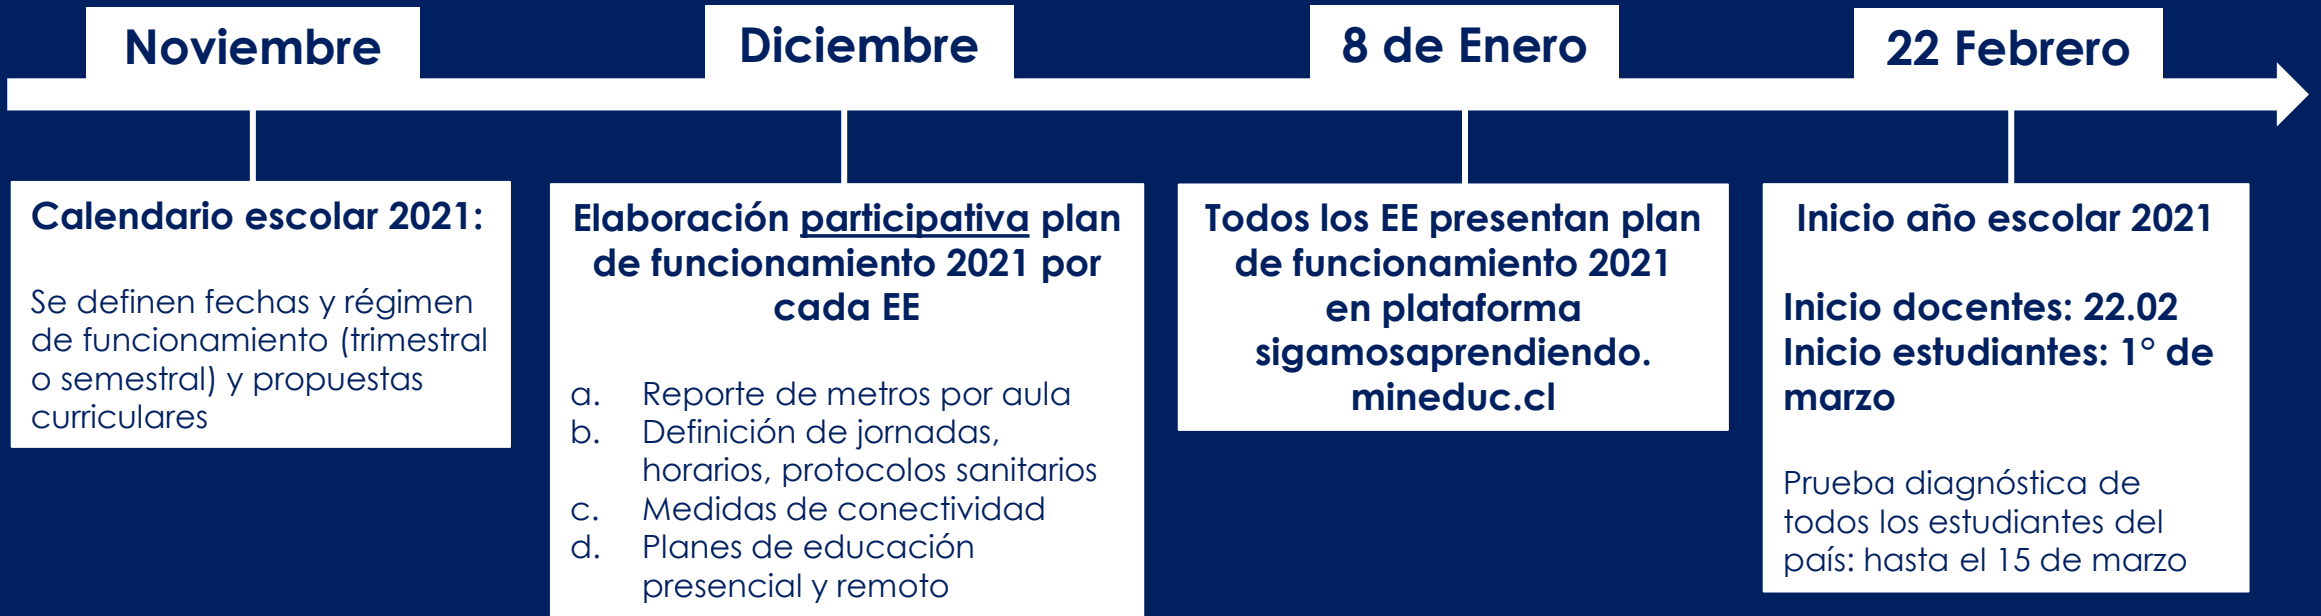 Noviembre
Diciembre
8 de Enero
22 Febrero
Calendario escolar 2021:
Se definen fechas y régimen
de funcionamiento (trimestral
o semestral) y propuestas
curriculares
Elaboración participativa plan
de funcionamiento 2021 por
cada EE
a. Reporte de metros por aula
b. Definición de jornadas,
horarios, protocolos sanitarios
c. Medidas de conectividad
d. Planes de educación
presencial y remoto
Todos los EE presentan plan
de funcionamiento 2021
en plataforma
sigamosaprendiendo.
mineduc.cl
Inicio año escolar 2021
Inicio docentes: 22.02
Inicio estudiantes: 1° de
marzo
Prueba diagnóstica de
todos los estudiantes del
país: hasta el 15 de marzo